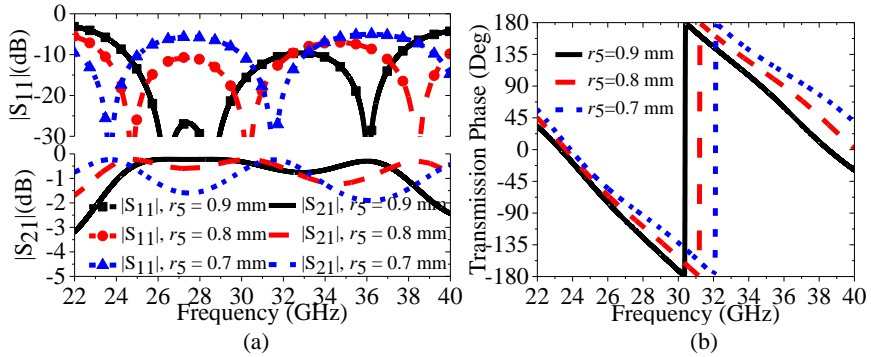 0
-10
-20
-30
|S11|(dB)
0
-1
-2
-3
-4
-5
|S21|(dB)
|S11|, r5 = 0.9 mm
|S21|, r5 = 0.9 mm
|S11|, r5 = 0.8 mm
|S21|, r5 = 0.8 mm
|S11|, r5 = 0.7 mm
|S21|, r5 = 0.7 mm
22 24 26 28 30 32 34 36 38 40
Frequency (GHz)
(a)
180
135
90
45
0
-45
-90
-135
-180
Transmission Phase (Deg)
r5=0.9 mm
r5=0.8 mm
r5=0.7 mm
22 24 26 28 30 32 34 36 38 40
Frequency (GHz)
(b)